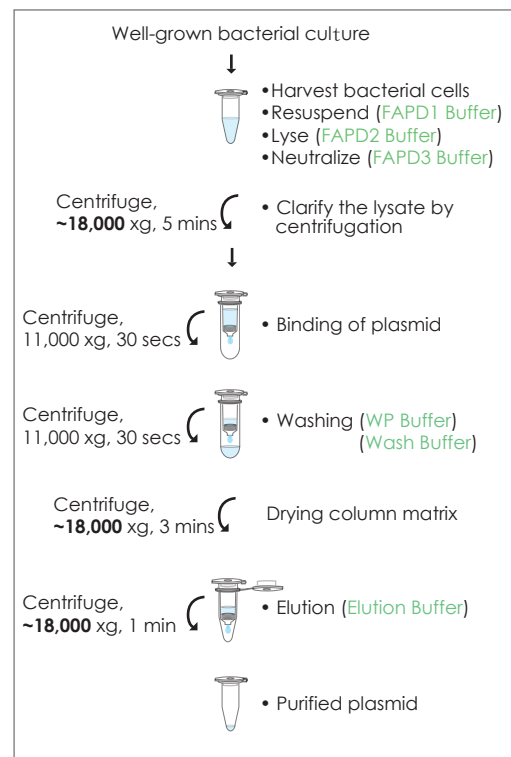 Well-grown bacterial culture
•Harvest bacterial cells
•Resuspend (FAPD1 Buffer)
•Lyse (FAPD2 Buffer)
•Neutralize (FAPD3 Buffer)
Centrifuge,
~18,000 xg, 5 mins
• Clarify the lysate by
centrifugation
Centrifuge,
11,000 xg, 30 secs
• Binding of plasmid
Centrifuge,
11,000 xg, 30 secs
• Washing (WP Buffer)
(Wash Buffer)
Centrifuge,
~18,000 xg, 3 mins
Drying column matrix
Centrifuge,
~18,000 xg, 1 min
• Elution (Elution Buffer)
• Purified plasmid